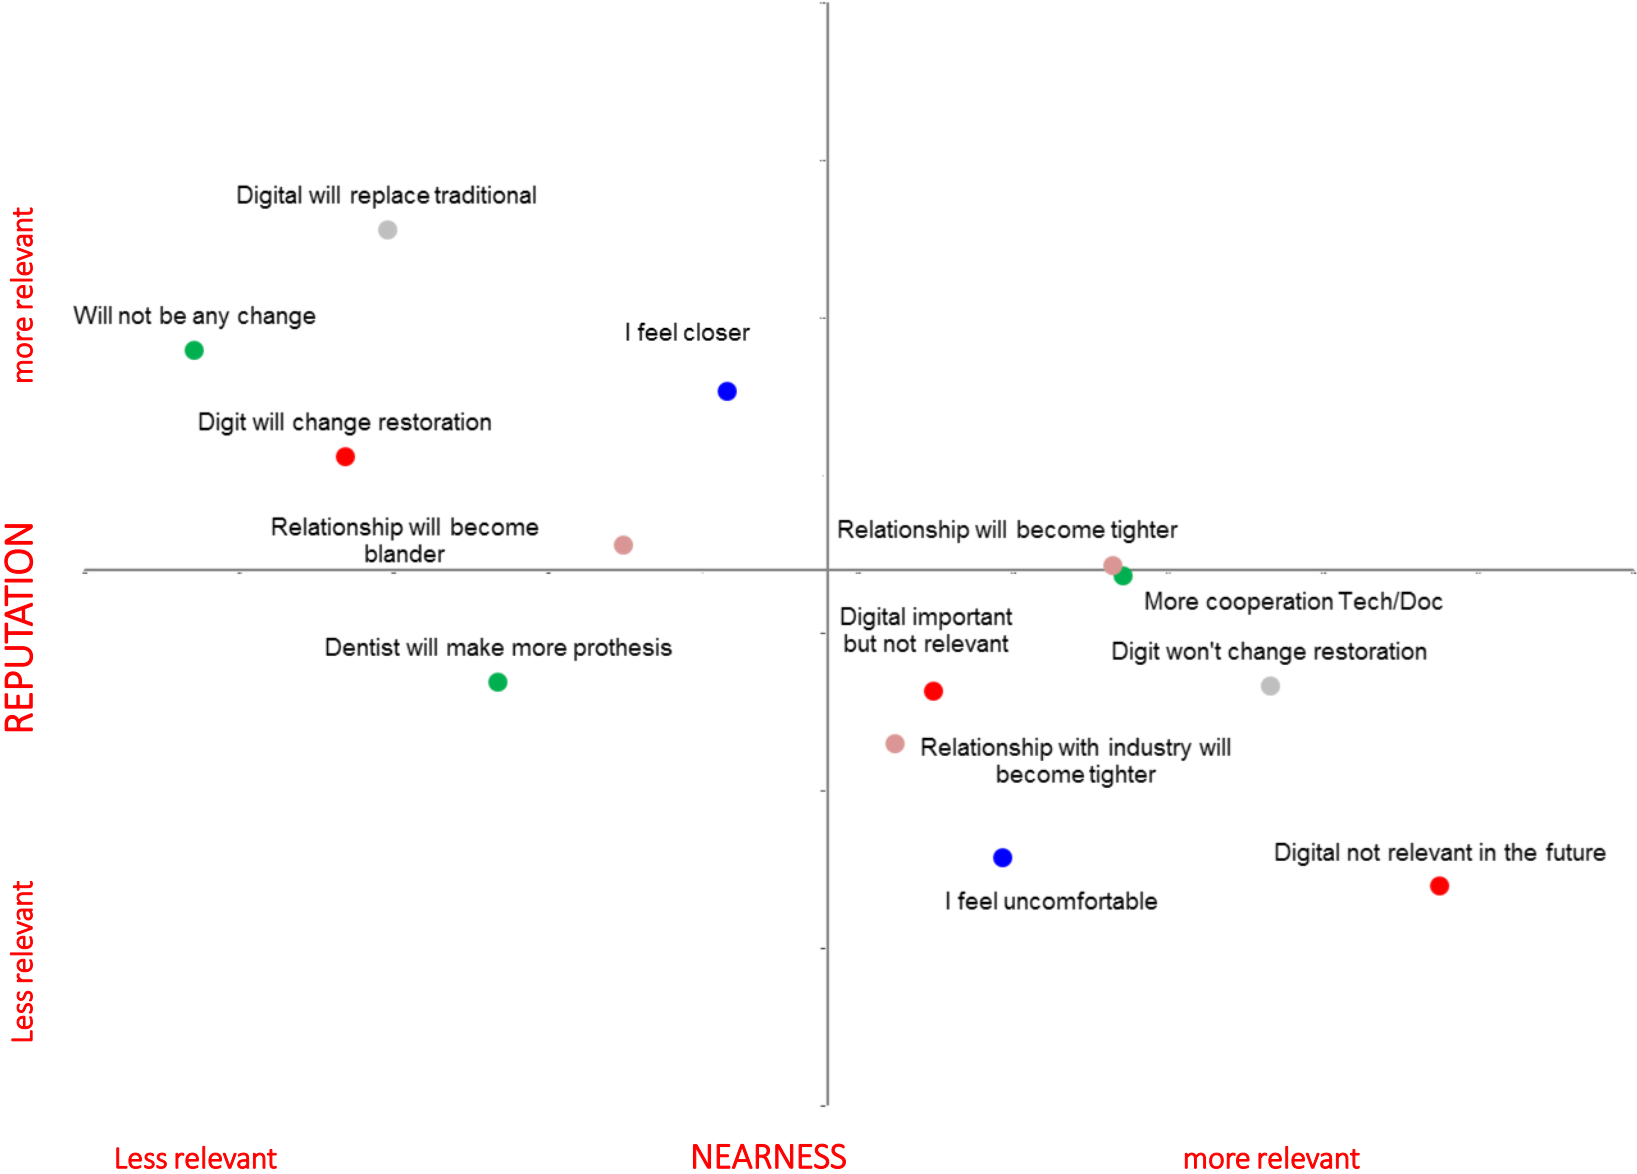 Digital will replace traditional
more relevant
Will not be any change
I feel closer
Digit will change restoration
Relationship will become
blander
Relationship will become tighter
REPUTATION
More cooperation Tech/Doc
Digital important
but not relevant
Dentist will make more prothesis
Digit won't change restoration
Relationship with industry will
become tighter
Digital not relevant in the future
I feel uncomfortable
Less relevant
Less relevant
NEARNESS
more relevant